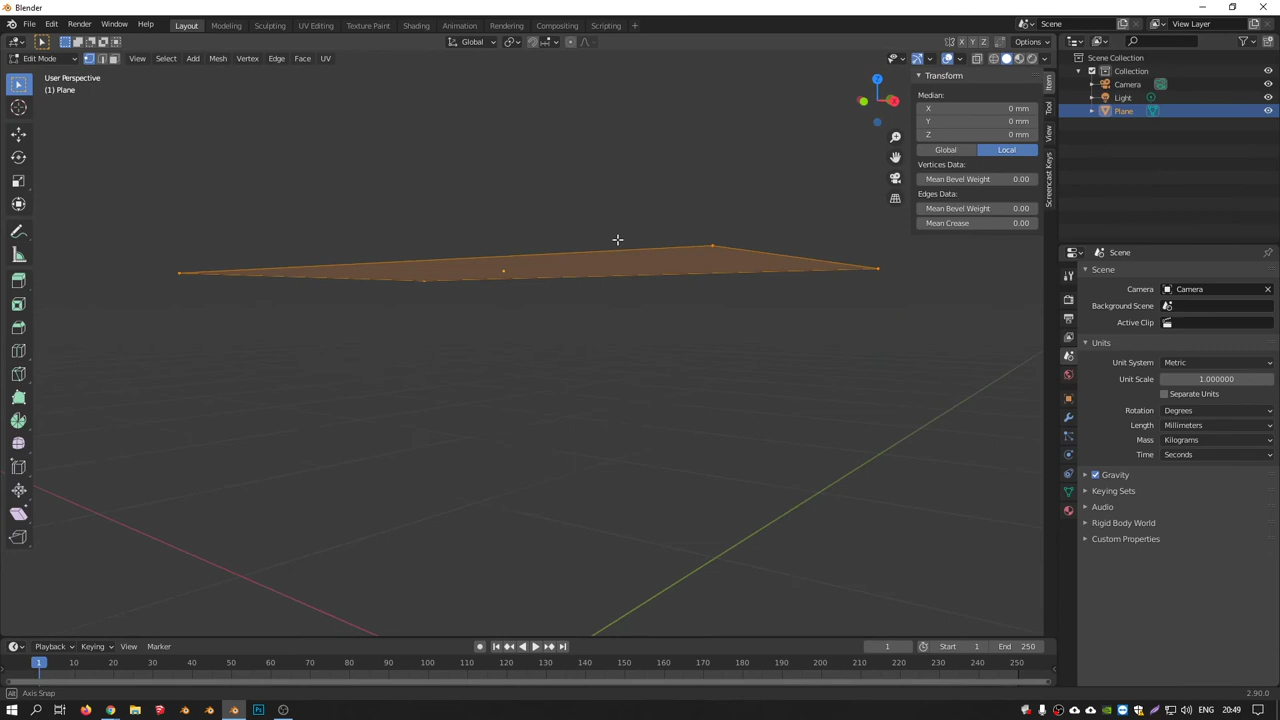 Blender
File Edit Render Window Help Layout Modeling Sculpting UV Editing Texture Paint Shading Animation Rendering Compositing Scripting + Scene View Layer
Global X Y Z Options
Edit Mode View Select Add Mesh Vertex Edge Face UV
User Perspective
(1) Plane
Z
Transform
Median:
X 0 mm
Y 0 mm
Z 0 mm
Global Local
Vertices Data:
Mean Bevel Weight 0.00
Edges Data:
Mean Bevel Weight 0.00
Mean Crease 0.00
Item
Tool
View
Screencast Keys
Scene Collection
Collection
Camera
Light
Plane
Scene
Scene
Camera Camera
Background Scene
Active Clip
Units
Unit System Metric
Unit Scale 1.000000
Separate Units
Rotation Degrees
Length Millimeters
Mass Kilograms
Time Seconds
Gravity
Keying Sets
Audio
Rigid Body World
Custom Properties
Playback Keying View Marker 1 Start 1 End 250
1 10 20 30 40 50 60 70 80 90 100 110 120 130 140 150 160 170 180 190 200 210 220 230 240 250
Alt Axis Snap 2.90.0
ENG 20:49